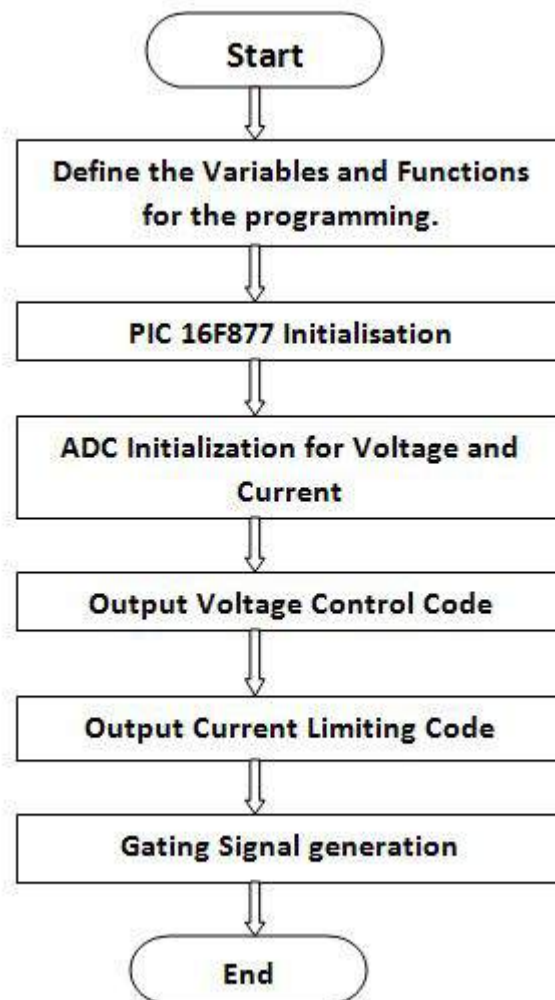 Start
Define the Variables and Functions
for the programming.
PIC 16F877 Initialisation
ADC Initialization for Voltage and
Current
Output Voltage Control Code
Output Current Limiting Code
Gating Signal generation
End